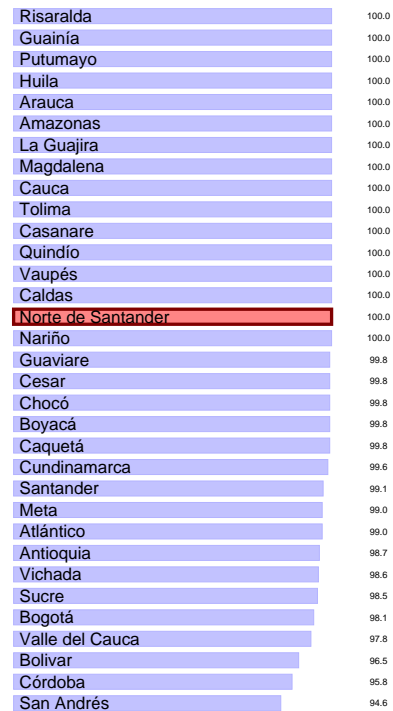 Risaralda 100.0
Guainía 100.0
Putumayo 100.0
Huila 100.0
Arauca 100.0
Amazonas 100.0
La Guajira 100.0
Magdalena 100.0
Cauca 100.0
Tolima 100.0
Casanare 100.0
Quindío 100.0
Vaupés 100.0
Caldas 100.0
Norte de Santander 100.0
Nariño 100.0
Guaviare 99.8
Cesar 99.8
Chocó 99.8
Boyacá 99.8
Caquetá 99.8
Cundinamarca 99.6
Santander 99.1
Meta 99.0
Atlántico 99.0
Antioquia 98.7
Vichada 98.6
Sucre 98.5
Bogotá 98.1
Valle del Cauca 97.8
Bolivar 96.5
Córdoba 95.8
San Andrés 94.6